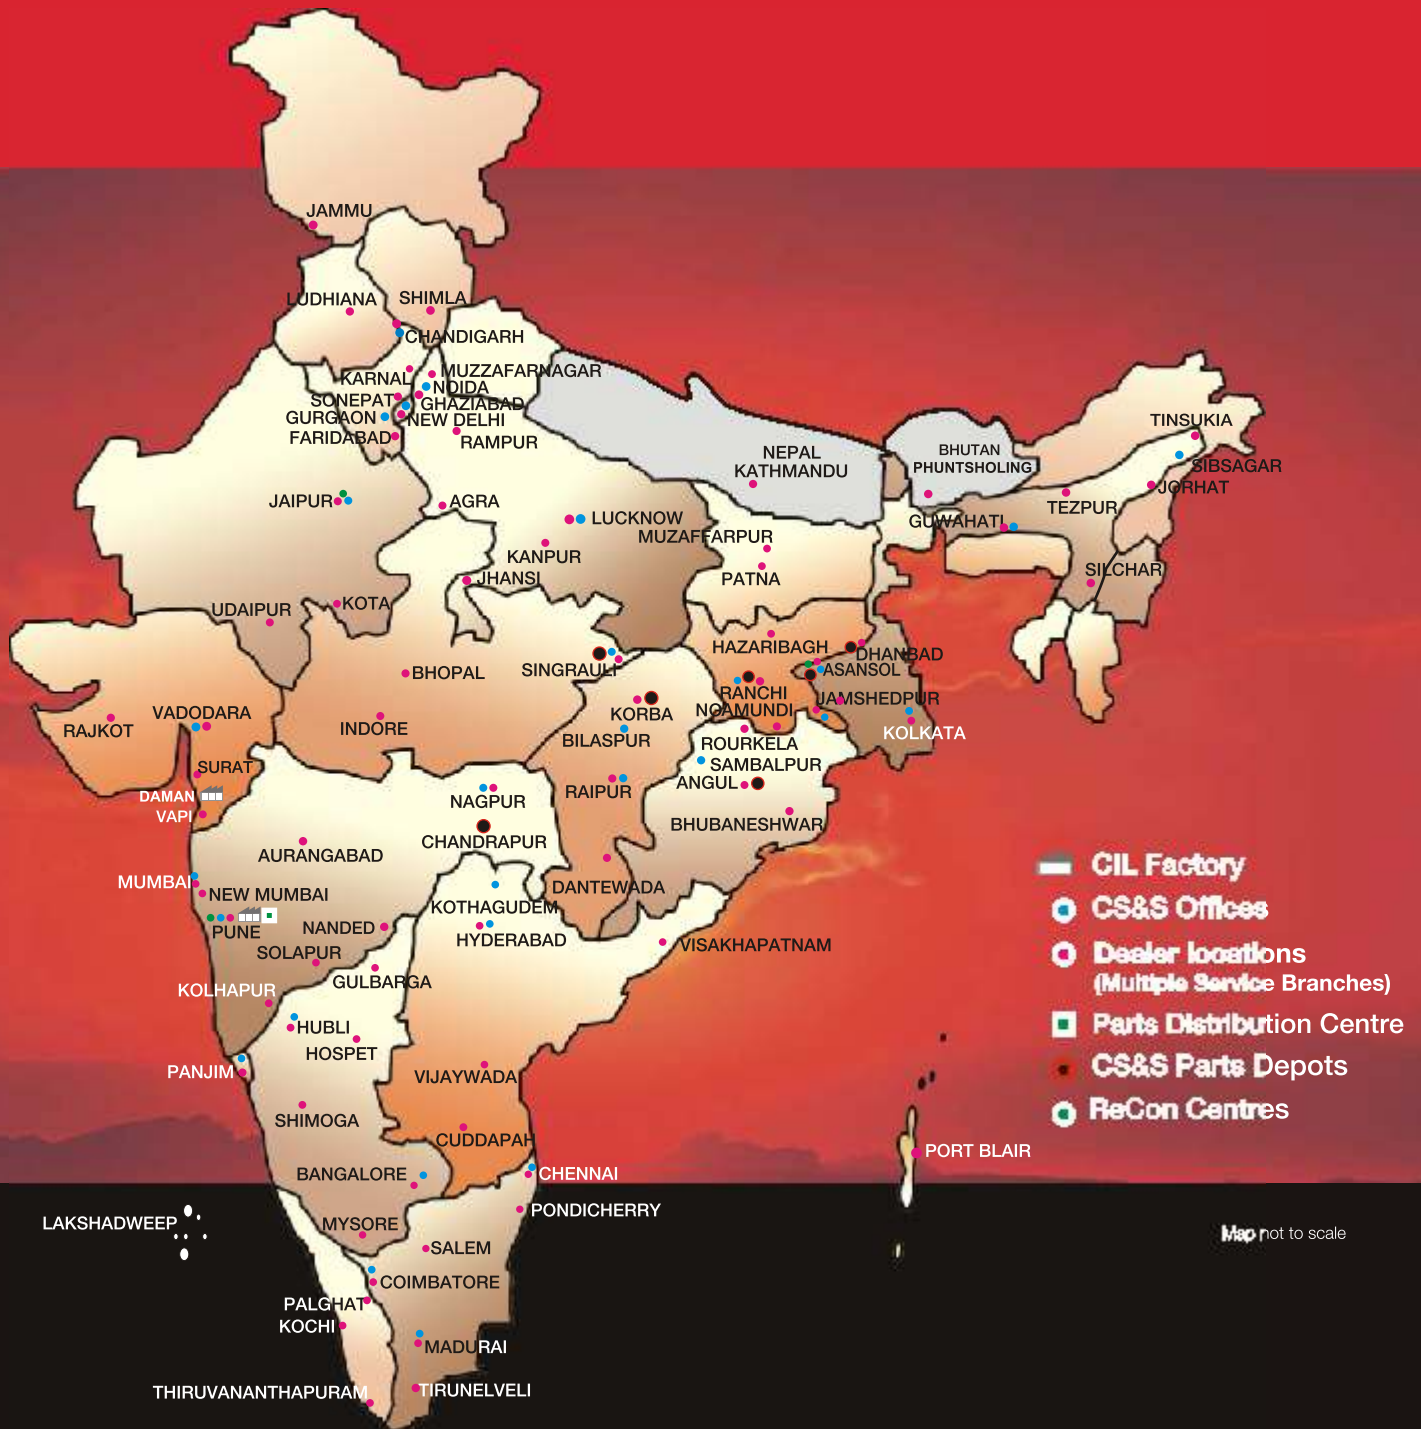 JAMMU
LUDHIANA
SHIMLA
CHANDIGARH
MUZZAFARNAGAR
KARNAL
NOIDA
SONEPAT
GHAZIABAD
GURGAON
NEW DELHI
FARIDABAD
RAMPUR
TINSUKIA
NEPAL
KATHMANDU
BHUTAN
PHUNTSHOLING
SIBSAGAR
JORHAT
JAIPUR
AGRA
TEZPUR
LUCKNOW
GUWAHATI
MUZAFFARPUR
KANPUR
SILCHAR
JHANSI
PATNA
UDAIPUR
KOTA
HAZARIBAGH
DHANBAD
BHOPAL
SINGRAULI
ASANSOL
RANCHI
JAMSHEDPUR
NOAMUNDI
KORBA
VADODARA
RAJKOT
INDORE
BILASPUR
KOLKATA
ROURKELA
SAMBALPUR
SURAT
ANGUL
RAIPUR
DAMAN
NAGPUR
VAPI
BHUBANESHWAR
CHANDRAPUR
AURANGABAD
CIL Factory
MUMBAI
DANTEWADA
NEW MUMBAI
KOTHAGUDEM
CS&S Offices
PUNE
NANDED
HYDERABAD
VISAKHAPATNAM
SOLAPUR
Dealer locations
GULBARGA
(Multiple Service Branches)
KOLHAPUR
HUBLI
Parts Distribution Centre
HOSPET
PANJIM
VIJAYWADA
CS&S Parts Depots
SHIMOGA
ReCon Centres
CUDDAPAH
PORT BLAIR
BANGALORE
CHENNAI
PONDICHERRY
LAKSHADWEEP
MYSORE
Map not to scale
SALEM
COIMBATORE
PALGHAT
KOCHI
MADURAI
THIRUVANANTHAPURAM
TIRUNELVELI